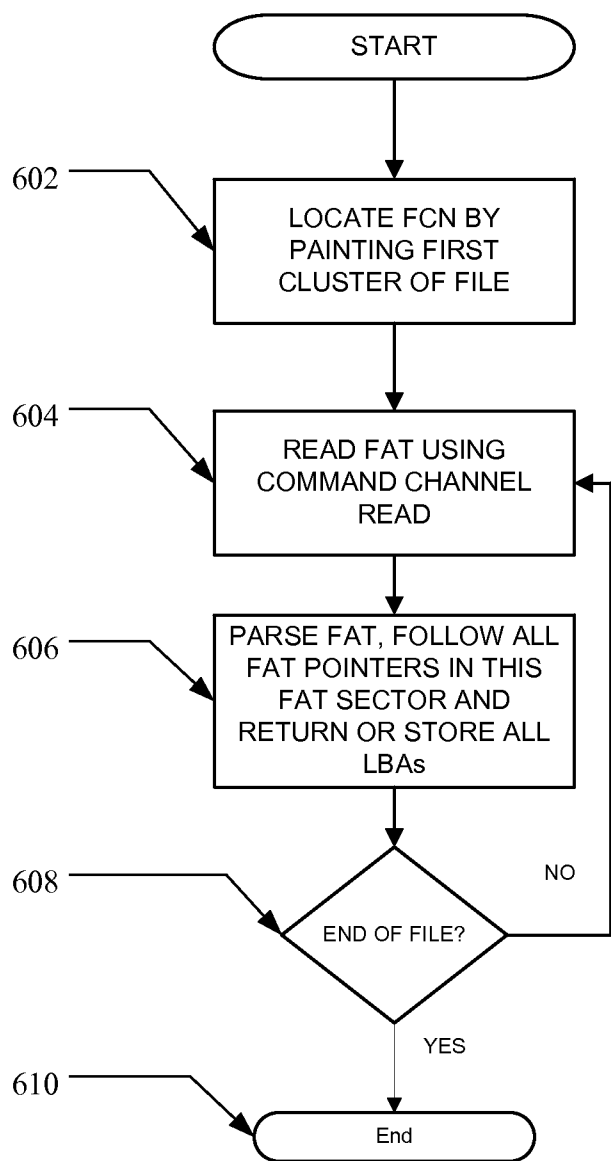 START
602
LOCATE FCN BY
PAINTING FIRST
CLUSTER OF FILE
604
READ FAT USING
COMMAND CHANNEL
READ
606
PARSE FAT, FOLLOW ALL
FAT POINTERS IN THIS
FAT SECTOR AND
RETURN OR STORE ALL
LBAs
608
END OF FILE?
NO
YES
610
End